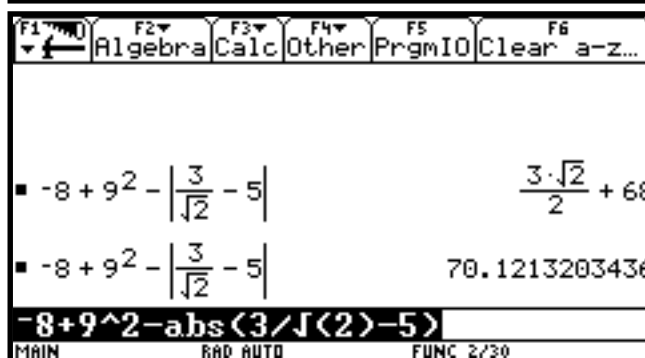 F1 F2 F3 F4 F5 F6
Algebra Calc Other PrgmIO Clear a-z…
⁻8 + 9² − |3/√2 − 5| 3·√2/2 + 68
⁻8 + 9² − |3/√2 − 5| 70.1213203436
⁻8+9^2−abs(3/√(2)−5)
MAIN RAD AUTO FUNC 2/30